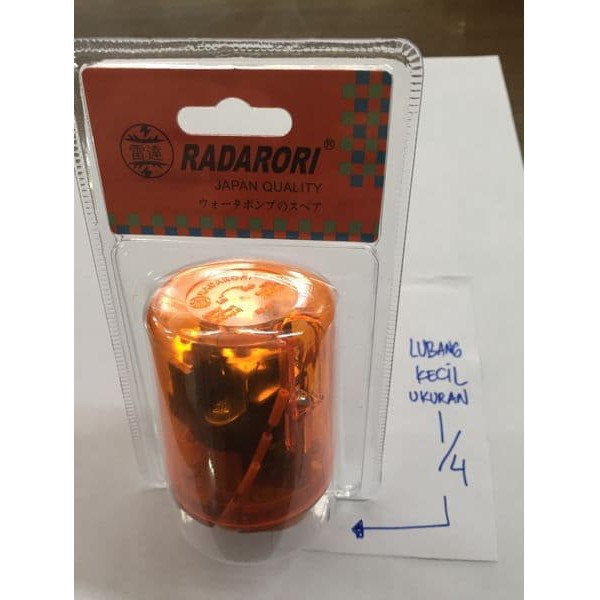 雷達
RADARORI®
JAPAN QUALITY
ウォータポンプのスペア
RADARORI
LUBANG
KECIL
UKURAN
1/4